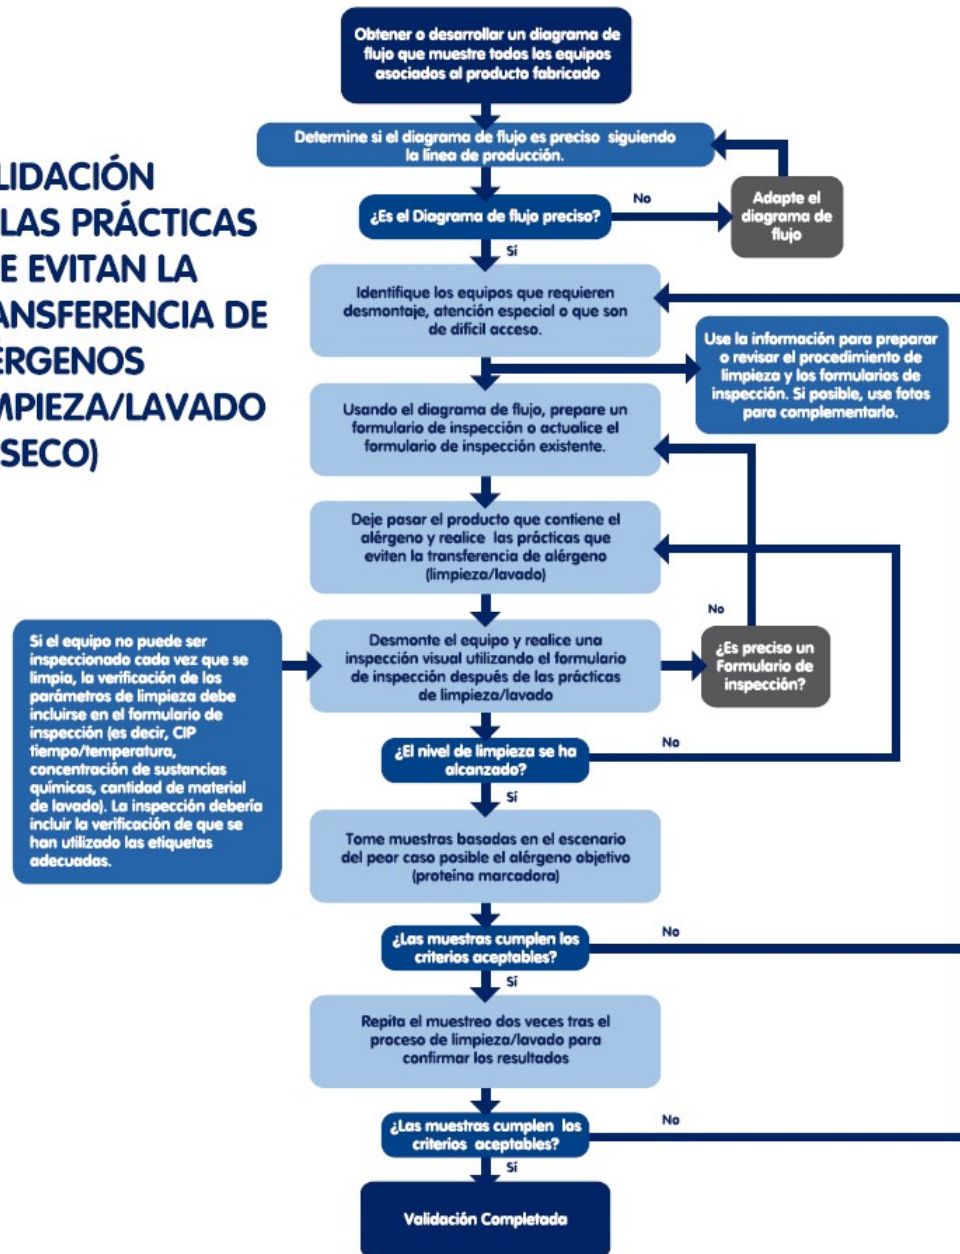 Obtener o desarrollar un diagrama de
flujo que muestre todos los equipos
asociados al producto fabricado
LIDACIÓN
LAS PRÁCTICAS
E EVITAN LA
ANSFERENCIA DE
ÉRGENOS
MPIEZA/LAVADO
SECO)
Determine si el diagrama de flujo es preciso siguiendo
la línea de producción.
¿Es el Diagrama de flujo preciso?
No
Adapte el
diagrama de
flujo
Sí
Identifique los equipos que requieren
desmontaje, atención especial o que son
de difícil acceso.
Use la información para preparar
o revisar el procedimiento de
limpieza y los formularios de
inspección. Si posible, use fotos
para complementarlo.
Usando el diagrama de flujo, prepare un
formulario de inspección o actualice el
formulario de inspección existente.
Deje pasar el producto que contiene el
alérgeno y realice las prácticas que
eviten la transferencia de alérgeno
(limpieza/lavado)
Si el equipo no puede ser
inspeccionado cada vez que se
limpia, la verificación de los
parámetros de limpieza debe
incluirse en el formulario de
inspección (es decir, CIP
tiempo/temperatura,
concentración de sustancias
químicas, cantidad de material
de lavado). La inspección debería
incluir la verificación de que se
han utilizado las etiquetas
adecuadas.
Desmonte el equipo y realice una
inspección visual utilizando el formulario
de inspección después de las prácticas
de limpieza/lavado
No
¿Es preciso un
Formulario de
inspección?
¿El nivel de limpieza se ha
alcanzado?
No
Sí
Tome muestras basadas en el escenario
del peor caso posible el alérgeno objetivo
(proteína marcadora)
¿Las muestras cumplen los
criterios aceptables?
No
Sí
Repita el muestreo dos veces tras el
proceso de limpieza/lavado para
confirmar los resultados
¿Las muestras cumplen los
criterios aceptables?
No
Sí
Validación Completada